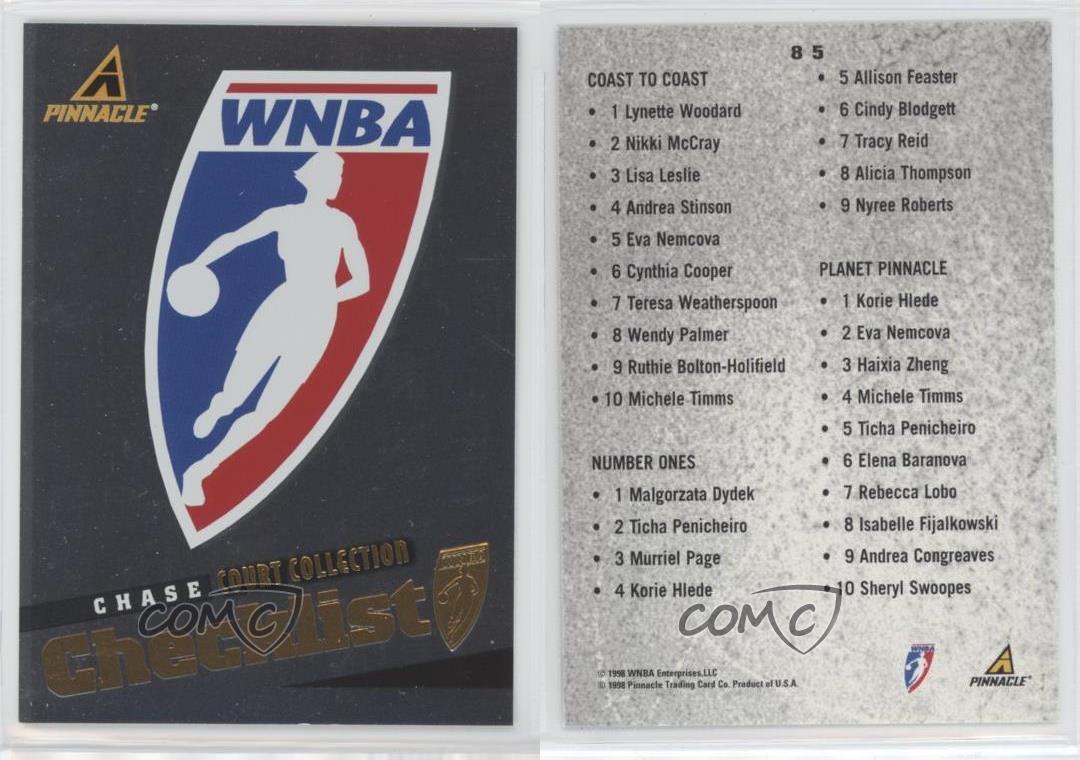 PINNACLE®
WNBA
CHASE COURT COLLECTION
Checklist
COMC
85
COAST TO COAST
• 1 Lynette Woodard
• 2 Nikki McCray
• 3 Lisa Leslie
• 4 Andrea Stinson
• 5 Eva Nemcova
• 6 Cynthia Cooper
• 7 Teresa Weatherspoon
• 8 Wendy Palmer
• 9 Ruthie Bolton-Holifield
• 10 Michele Timms
NUMBER ONES
• 1 Malgorzata Dydek
• 2 Ticha Penicheiro
• 3 Murriel Page
• 4 Korie Hlede
• 5 Allison Feaster
• 6 Cindy Blodgett
• 7 Tracy Reid
• 8 Alicia Thompson
• 9 Nyree Roberts
PLANET PINNACLE
• 1 Korie Hlede
• 2 Eva Nemcova
• 3 Haixia Zheng
• 4 Michele Timms
• 5 Ticha Penicheiro
• 6 Elena Baranova
• 7 Rebecca Lobo
• 8 Isabelle Fijalkowski
• 9 Andrea Congreaves
• 10 Sheryl Swoopes
COMC
© 1998 WNBA Enterprises, LLC
© 1998 Pinnacle Trading Card Co. Product of U.S.A.
WNBA
PINNACLE®